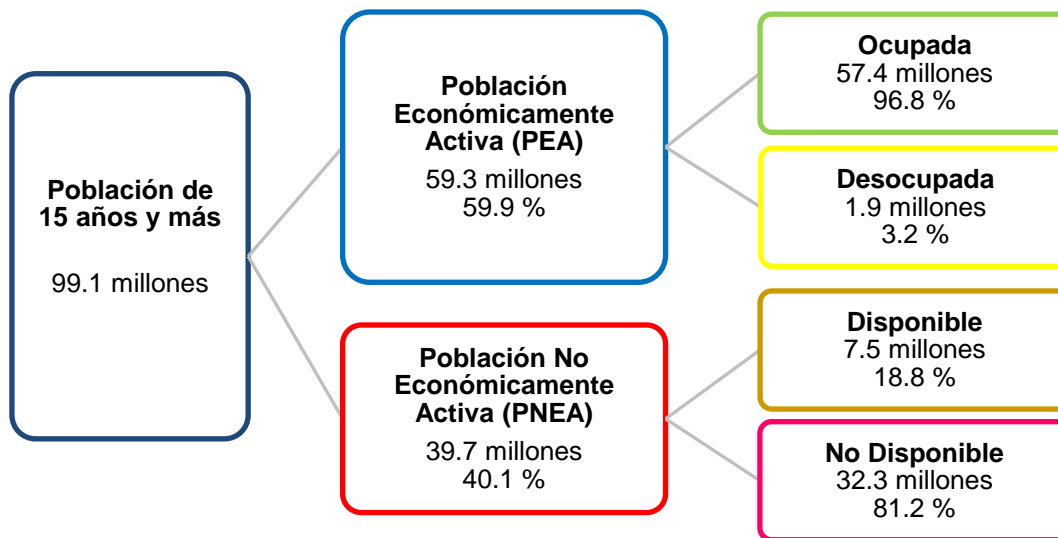 Población de
15 años y más
99.1 millones
Población
Económicamente
Activa (PEA)
59.3 millones
59.9 %
Población No
Económicamente
Activa (PNEA)
39.7 millones
40.1 %
Ocupada
57.4 millones
96.8 %
Desocupada
1.9 millones
3.2 %
Disponible
7.5 millones
18.8 %
No Disponible
32.3 millones
81.2 %